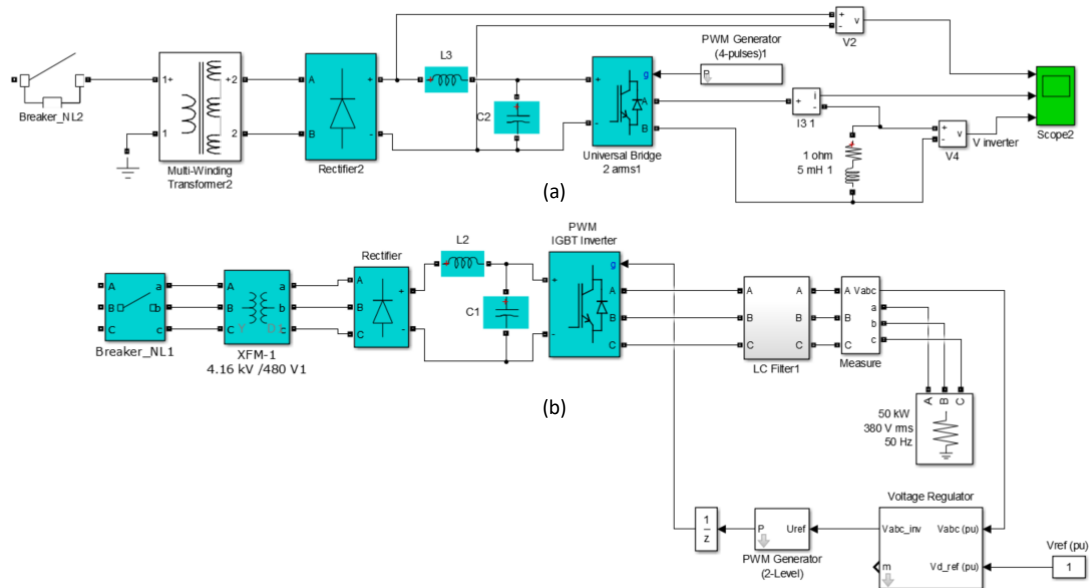 +
-
v
V2
PWM Generator
(4-pulses)1
P
L3
Breaker_NL2
1+
+2
1
2
Multi-Winding
Transformer2
A
B
+
-
Rectifier2
C2
+
-
g
A
B
Universal Bridge
2 arms1
+
-
i
I3 1
1 ohm
5 mH 1
+
-
v
V4
V inverter
Scope2
(a)
PWM
IGBT Inverter
L2
Rectifier
A
B
C
a
b
c
Breaker_NL1
A
B
C
Y
D1
a
b
c
XFM-1
4.16 kV /480 V1
A
B
C
+
-
C1
+
-
g
A
B
C
A
B
C
A
B
C
LC Filter1
A
B
C
Vabc
a
b
c
Measure
50 kW
380 V rms
50 Hz
A
B
C
(b)
Voltage Regulator
Vabc_inv
Vabc (pu)
m
Vd_ref (pu)
Vref (pu)
1
1
z
P
Uref
PWM Generator
(2-Level)